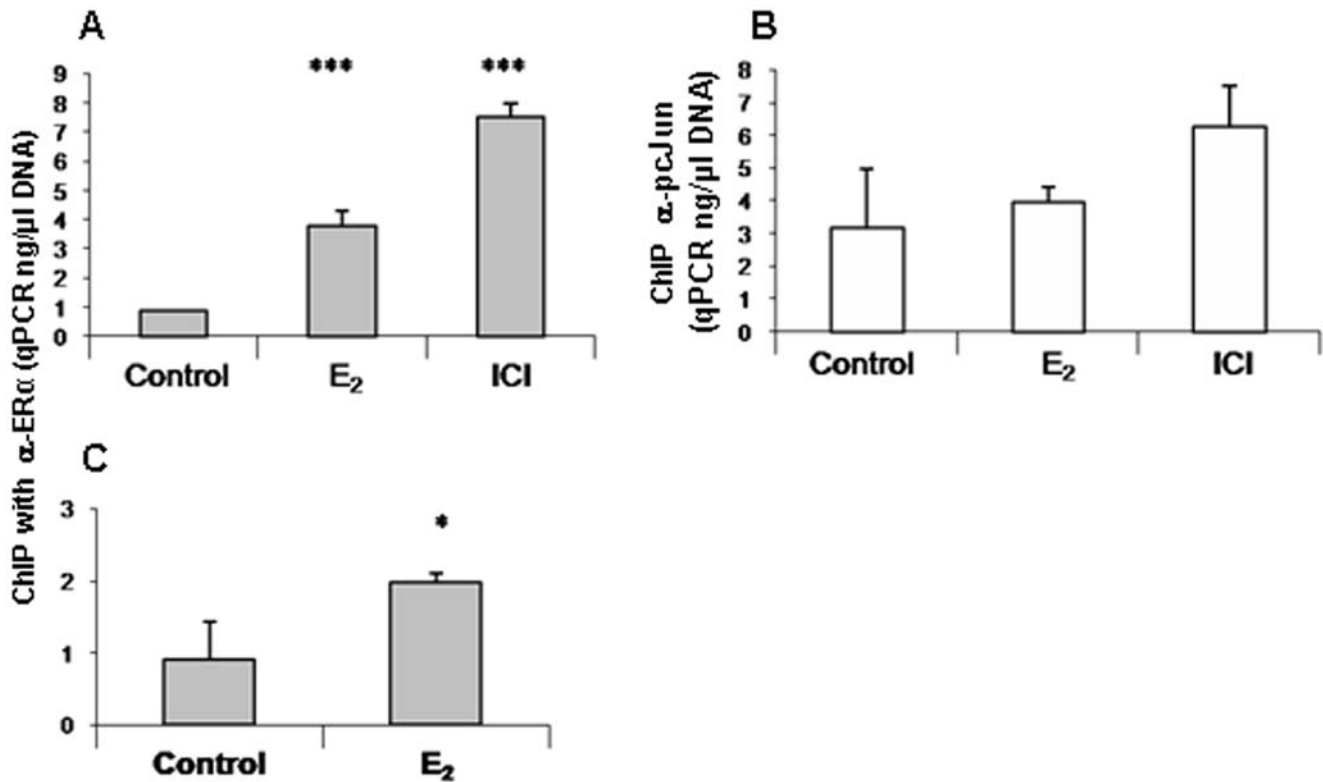 A
ChIP with α-ERα (qPCR ng/µl DNA)
***
***
9
8
7
6
5
4
3
2
1
0
Control
E₂
ICI
B
ChIP α-pcJun
(qPCR ng/µl DNA)
8
7
6
5
4
3
2
1
0
Control
E₂
ICI
C
*
3
2
1
0
Control
E₂